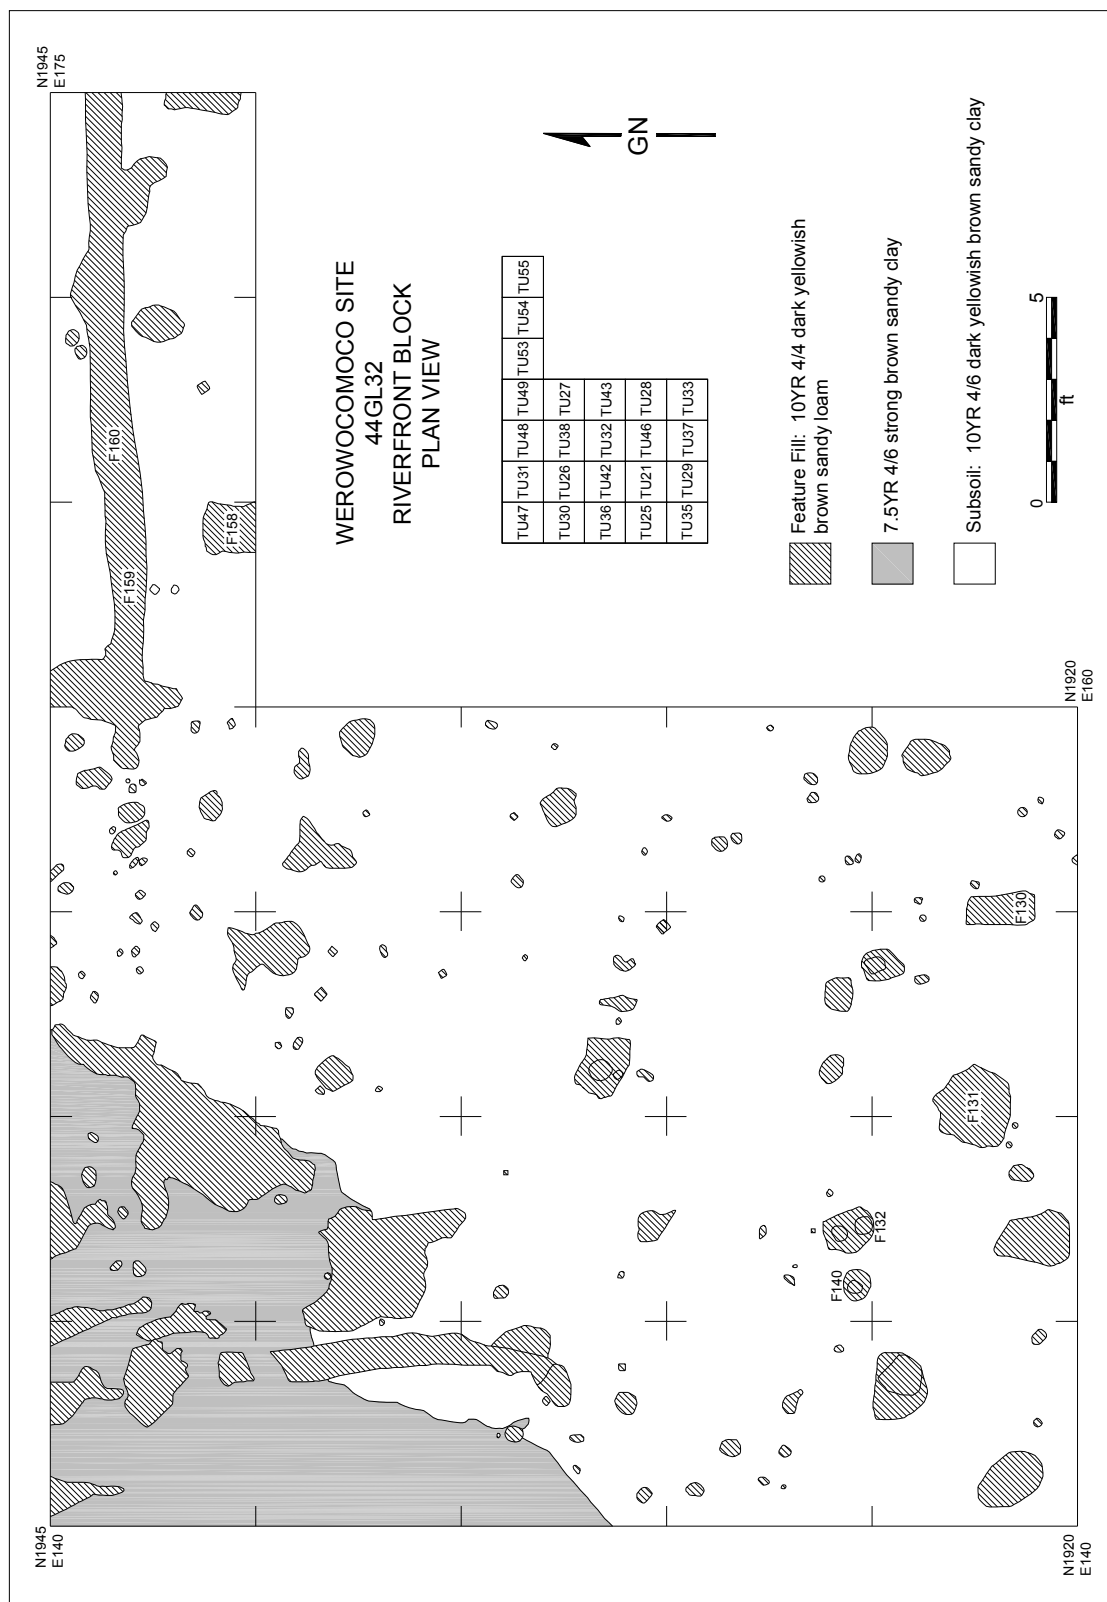 N1945
E140
N1945
E175
F159
F160
F158
WEROWOCOMOCO SITE
44GL32
RIVERFRONT BLOCK
PLAN VIEW
TU47 TU31 TU48 TU49 TU53 TU54 TU55
TU30 TU26 TU38 TU27
TU36 TU42 TU32 TU43
TU25 TU21 TU46 TU28
TU35 TU29 TU37 TU33
GN
F140
F132
F131
F130
N1920
E140
N1920
E160
Feature Fill: 10YR 4/4 dark yellowish
brown sandy loam
7.5YR 4/6 strong brown sandy clay
Subsoil: 10YR 4/6 dark yellowish brown sandy clay
0 5
ft